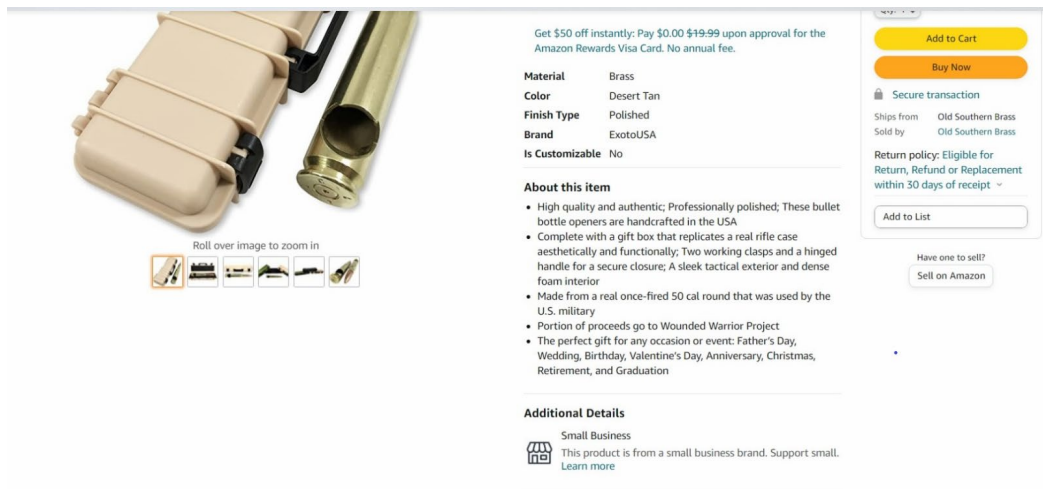 Get $50 off instantly: Pay $0.00 $19.99 upon approval for the
Amazon Rewards Visa Card. No annual fee.
Material Brass
Color Desert Tan
Finish Type Polished
Brand ExotoUSA
Is Customizable No
About this item
• High quality and authentic; Professionally polished; These bullet
bottle openers are handcrafted in the USA
• Complete with a gift box that replicates a real rifle case
aesthetically and functionally; Two working clasps and a hinged
handle for a secure closure; A sleek tactical exterior and dense
foam interior
• Made from a real once-fired 50 cal round that was used by the
U.S. military
• Portion of proceeds go to Wounded Warrior Project
• The perfect gift for any occasion or event: Father's Day,
Wedding, Birthday, Valentine's Day, Anniversary, Christmas,
Retirement, and Graduation
Additional Details
Small Business
This product is from a small business brand. Support small.
Learn more
Roll over image to zoom in
Add to Cart
Buy Now
Secure transaction
Ships from Old Southern Brass
Sold by Old Southern Brass
Return policy: Eligible for
Return, Refund or Replacement
within 30 days of receipt
Add to List
Have one to sell?
Sell on Amazon